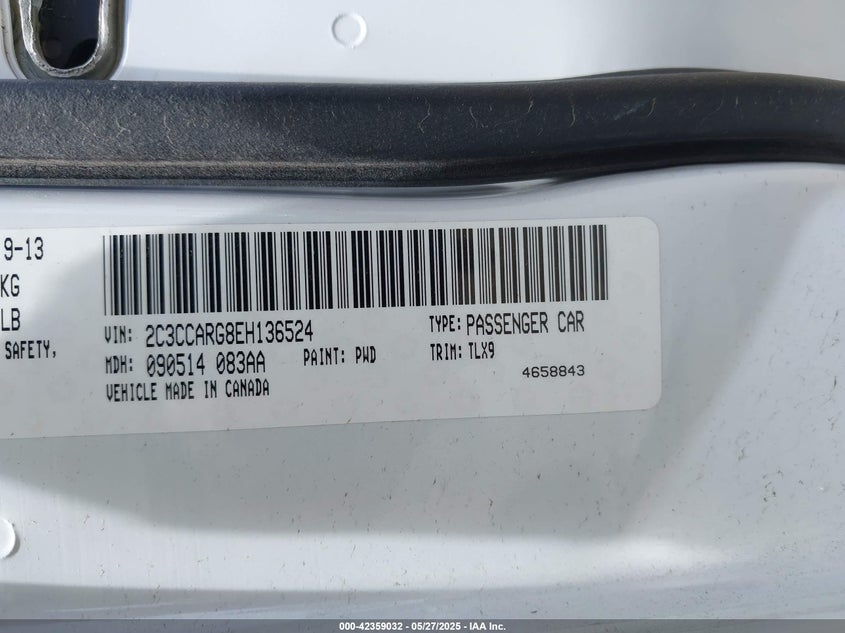 9-13
KG
LB
SAFETY,
VIN: 2C3CCARG8EH136524
TYPE: PASSENGER CAR
MDH: 090514 083AA
PAINT: PWD
TRIM: TLX9
VEHICLE MADE IN CANADA
4658843
000-42359032 - 05/27/2025 - IAA Inc.